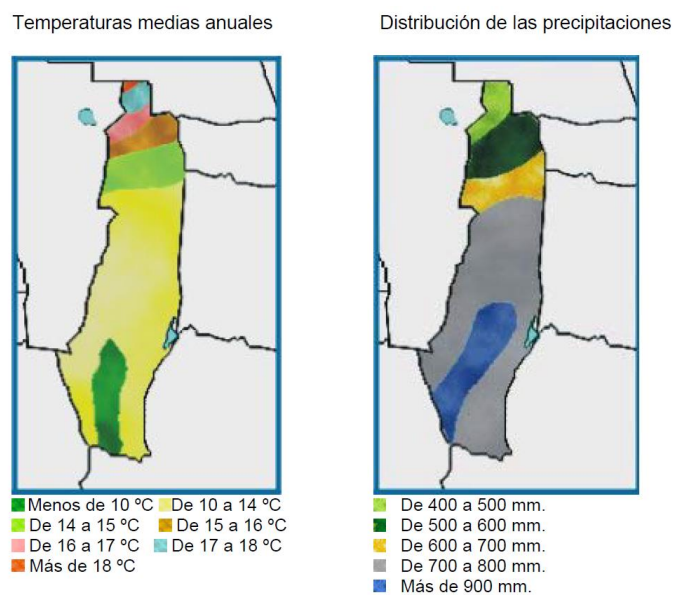 Temperaturas medias anuales
Distribución de las precipitaciones
Menos de 10 ºC De 10 a 14 ºC
De 14 a 15 ºC De 15 a 16 ºC
De 16 a 17 ºC De 17 a 18 ºC
Más de 18 ºC
De 400 a 500 mm.
De 500 a 600 mm.
De 600 a 700 mm.
De 700 a 800 mm.
Más de 900 mm.